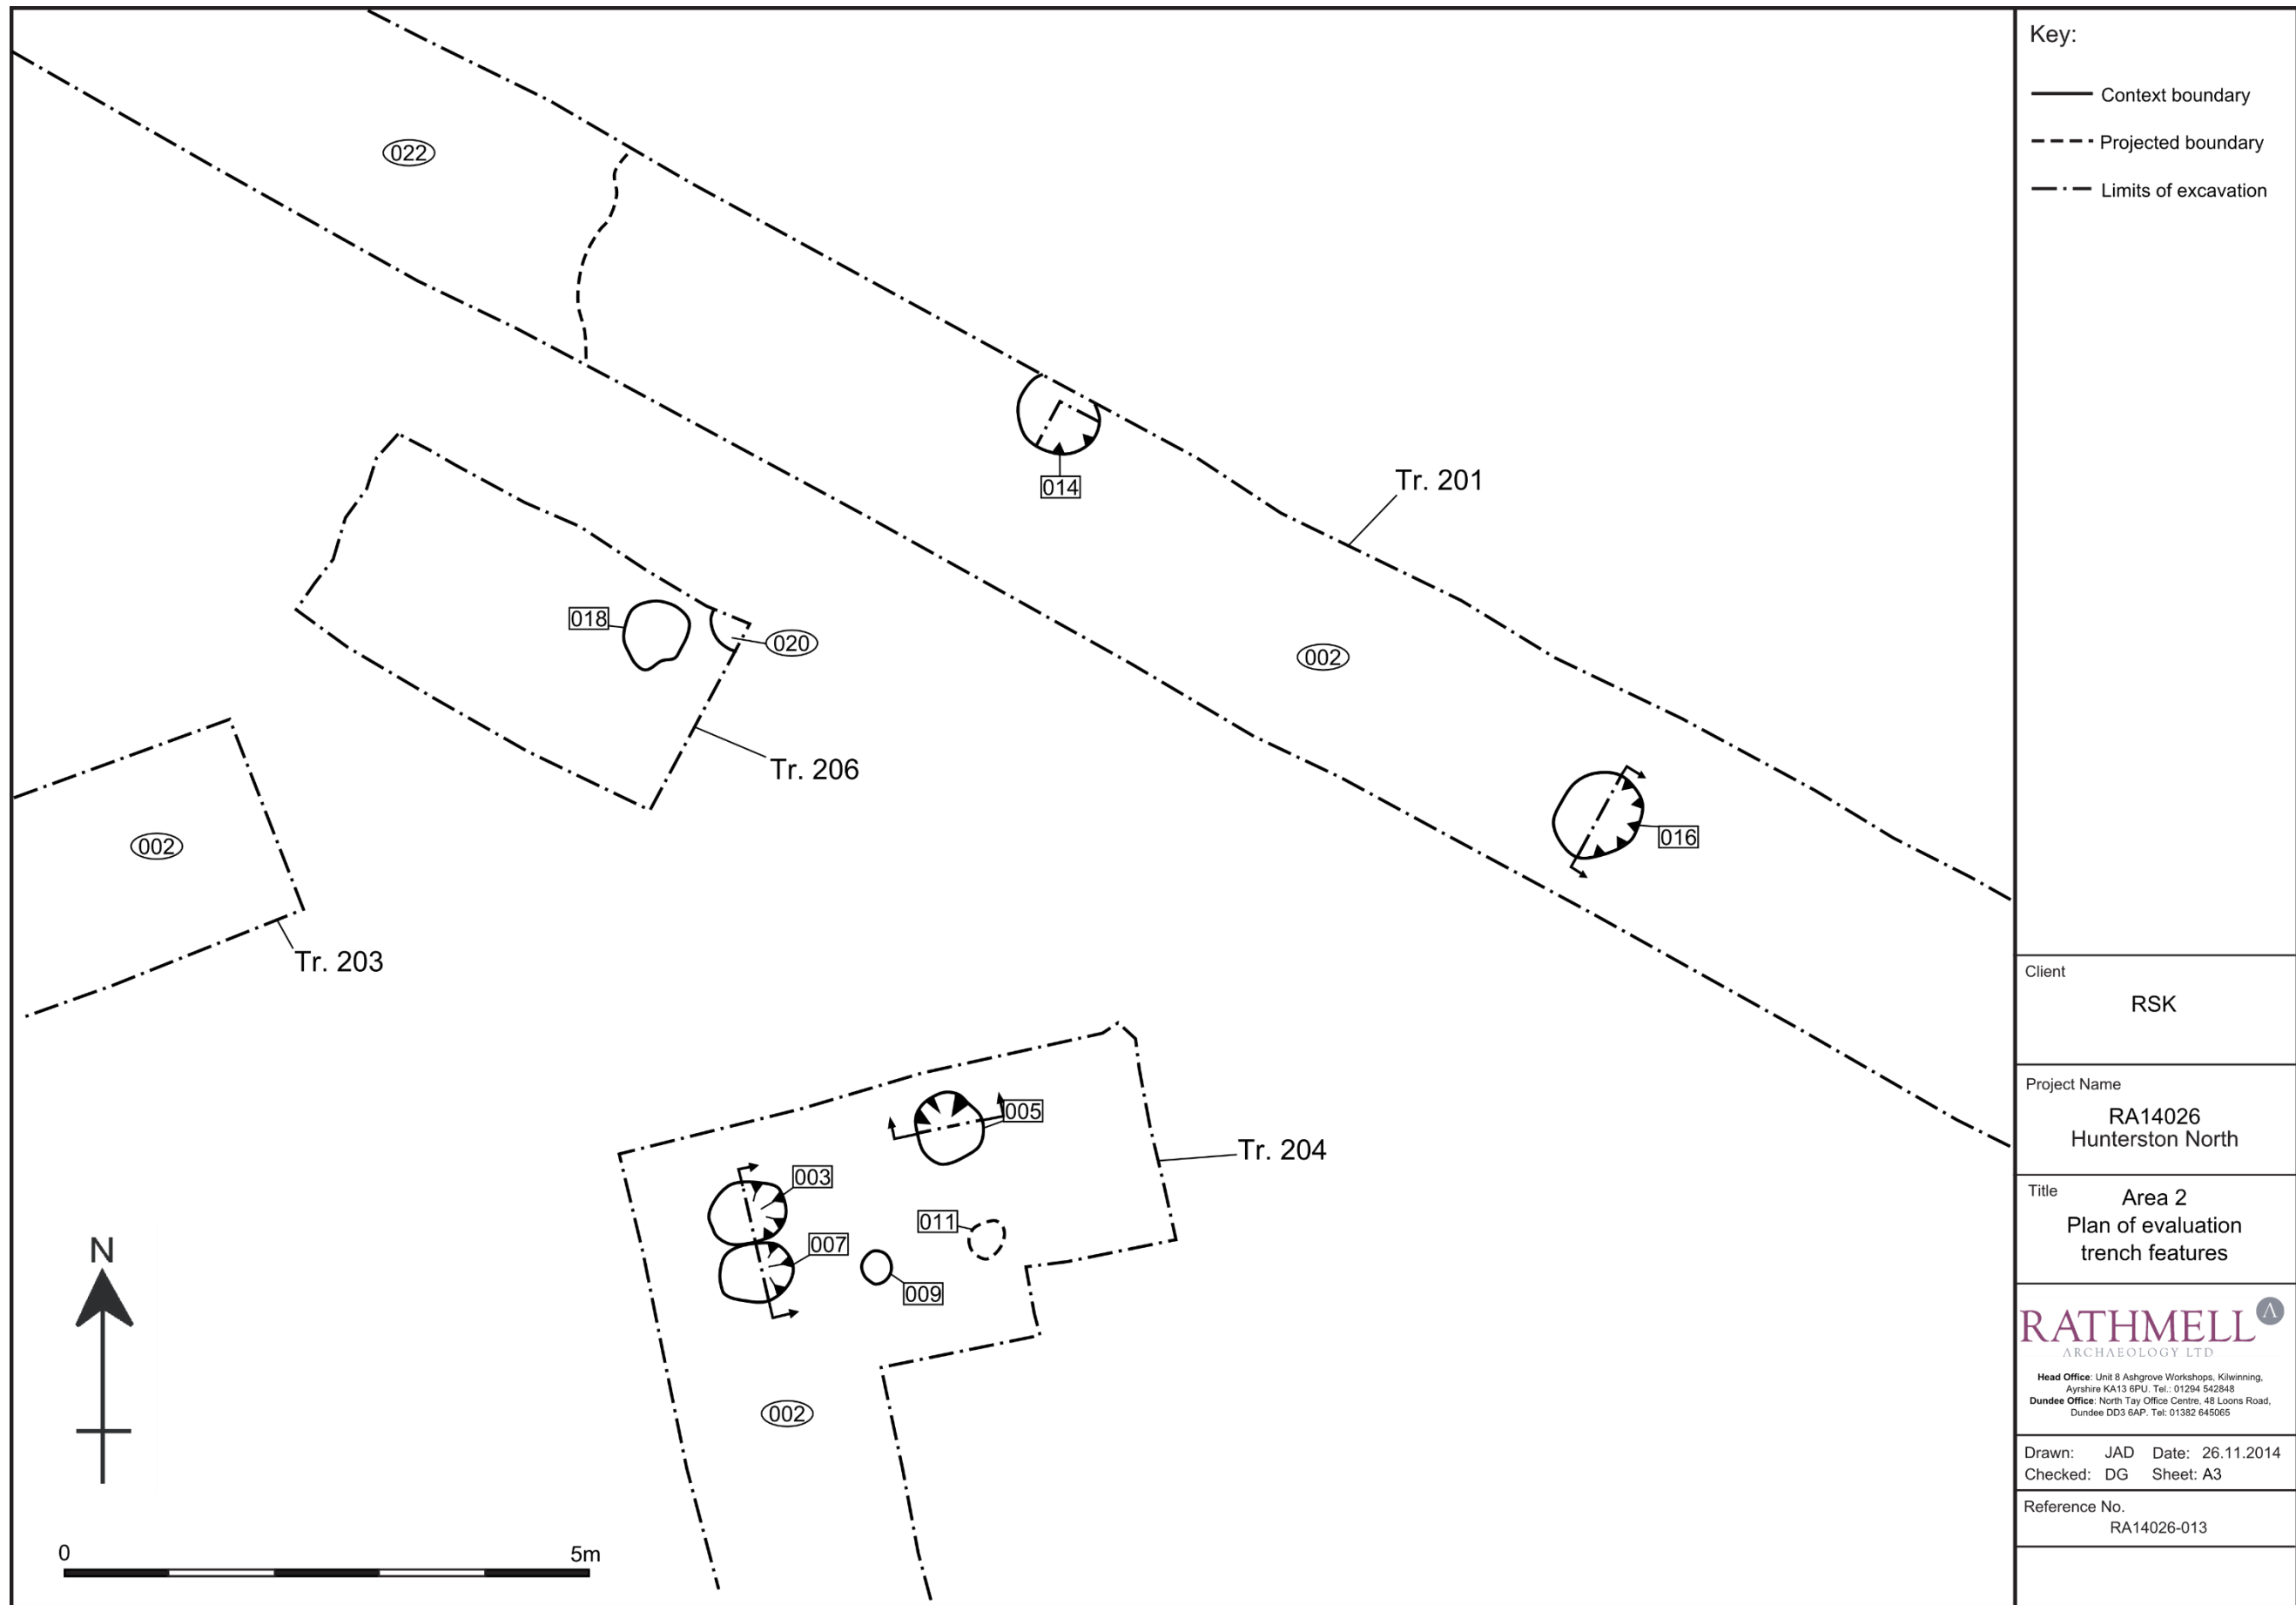 022
014
Tr. 201
018
020
002
Tr. 206
002
016
Tr. 203
005
Tr. 204
003
011
007
009
002
N
0 5m
Key:
Context boundary
Projected boundary
Limits of excavation
Client
RSK
Project Name
RA14026
Hunterston North
Title
Area 2
Plan of evaluation
trench features
RATHMELL Λ
ARCHAEOLOGY LTD
Head Office: Unit 8 Ashgrove Workshops, Kilwinning,
Ayrshire KA13 6PU. Tel.: 01294 542848
Dundee Office: North Tay Office Centre, 48 Loons Road,
Dundee DD3 6AP. Tel: 01382 645065
Drawn: JAD Date: 26.11.2014
Checked: DG Sheet: A3
Reference No.
RA14026-013